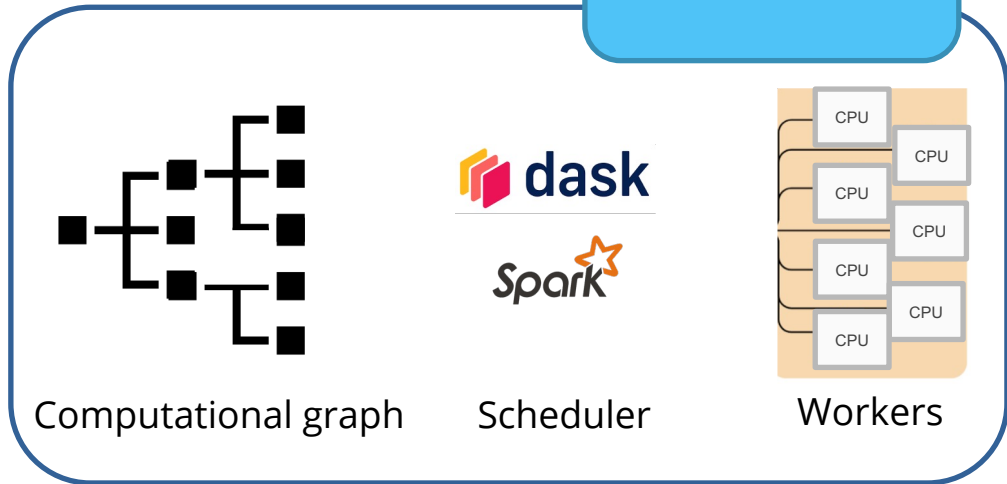 CPU
CPU
CPU
CPU
CPU
CPU
CPU
dask
Spark
Computational graph
Scheduler
Workers